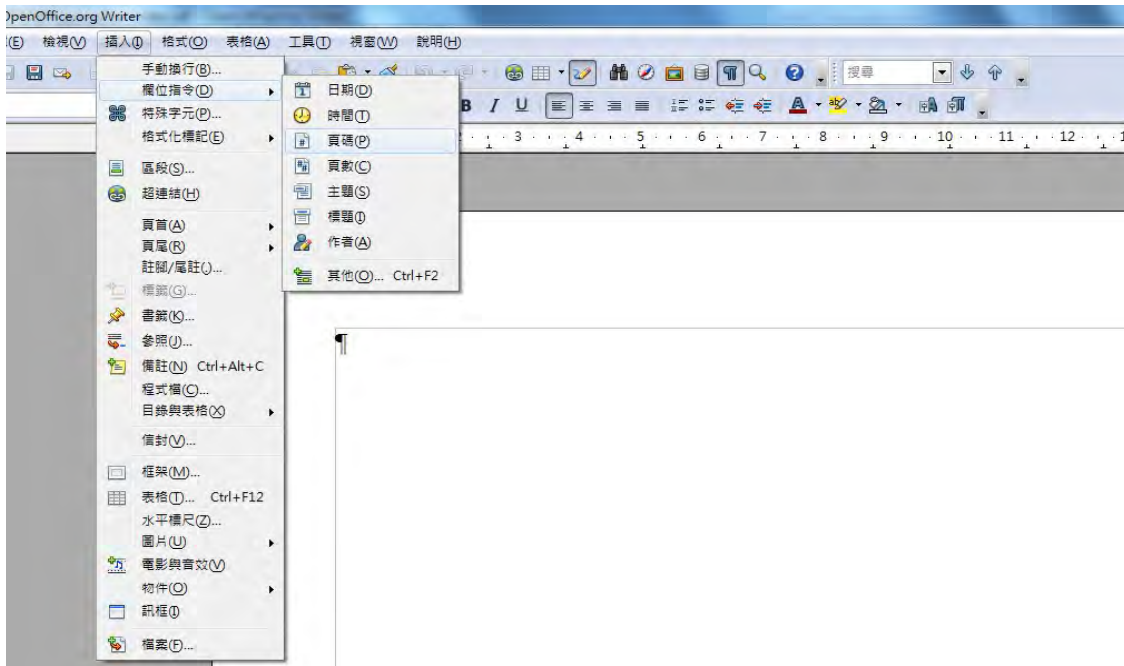 OpenOffice.org Writer
(E) 檢視(V) 插入(I) 格式(O) 表格(A) 工具(T) 視窗(W) 說明(H)
手動換行(B)...
欄位指令(D)
特殊字元(P)...
格式化標記(E)
區段(S)...
超連結(H)
頁首(A)
頁尾(R)
註腳/尾註(.)...
標籤(G)...
書籤(K)...
參照(J)...
備註(N) Ctrl+Alt+C
程式檔(C)...
目錄與表格(X)
信封(V)...
框架(M)...
表格(T)... Ctrl+F12
水平標尺(Z)...
圖片(U)
電影與音效(V)
物件(O)
訊框(I)
檔案(F)...
日期(D)
時間(T)
頁碼(P)
頁數(C)
主題(S)
標題(I)
作者(A)
其他(O)... Ctrl+F2
搜尋
B I U
3 4 5 6 7 8 9 10 11 12
¶